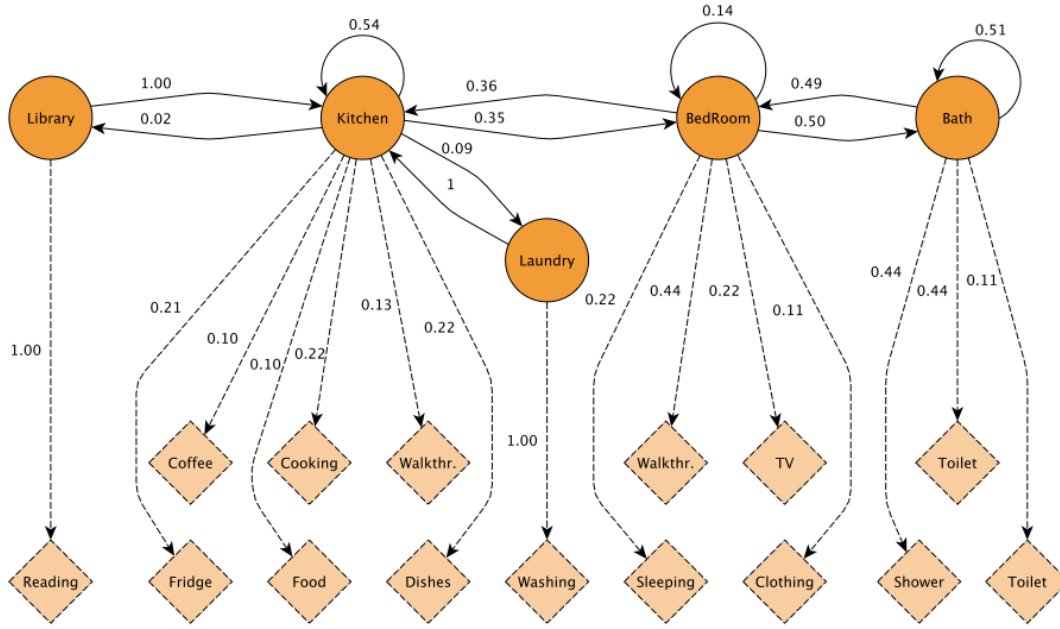 0.54
0.14
0.51
1.00
0.36
0.49
Library
Kitchen
BedRoom
Bath
0.02
0.35
0.50
0.09
1
Laundry
0.44
0.21
0.22
0.44
0.22
0.44
0.11
0.13
0.11
0.10
0.22
1.00
0.22
0.10
1.00
Coffee
Cooking
Walkthr.
Walkthr.
TV
Toilet
Reading
Fridge
Food
Dishes
Washing
Sleeping
Clothing
Shower
Toilet